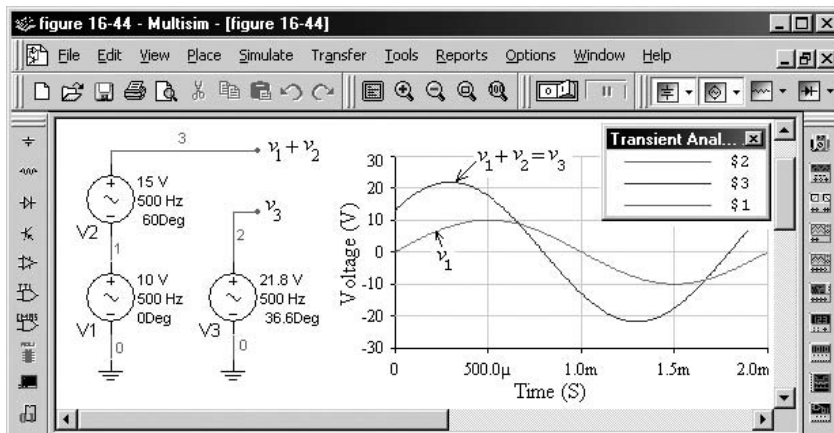 figure 16-44 - Multisim - [figure 16-44]
File Edit View Place Simulate Transfer Tools Reports Options Window Help
3
v1 + v2
15 V
500 Hz
60Deg
V2
1
10 V
500 Hz
0Deg
V1
0
v3
2
21.8 V
500 Hz
36.6Deg
V3
0
Transient Anal...
$2
$3
$1
v1 + v2 = v3
v1
Voltage (V)
30
20
10
0
-10
-20
-30
0 500.0μ 1.0m 1.5m 2.0m
Time (S)